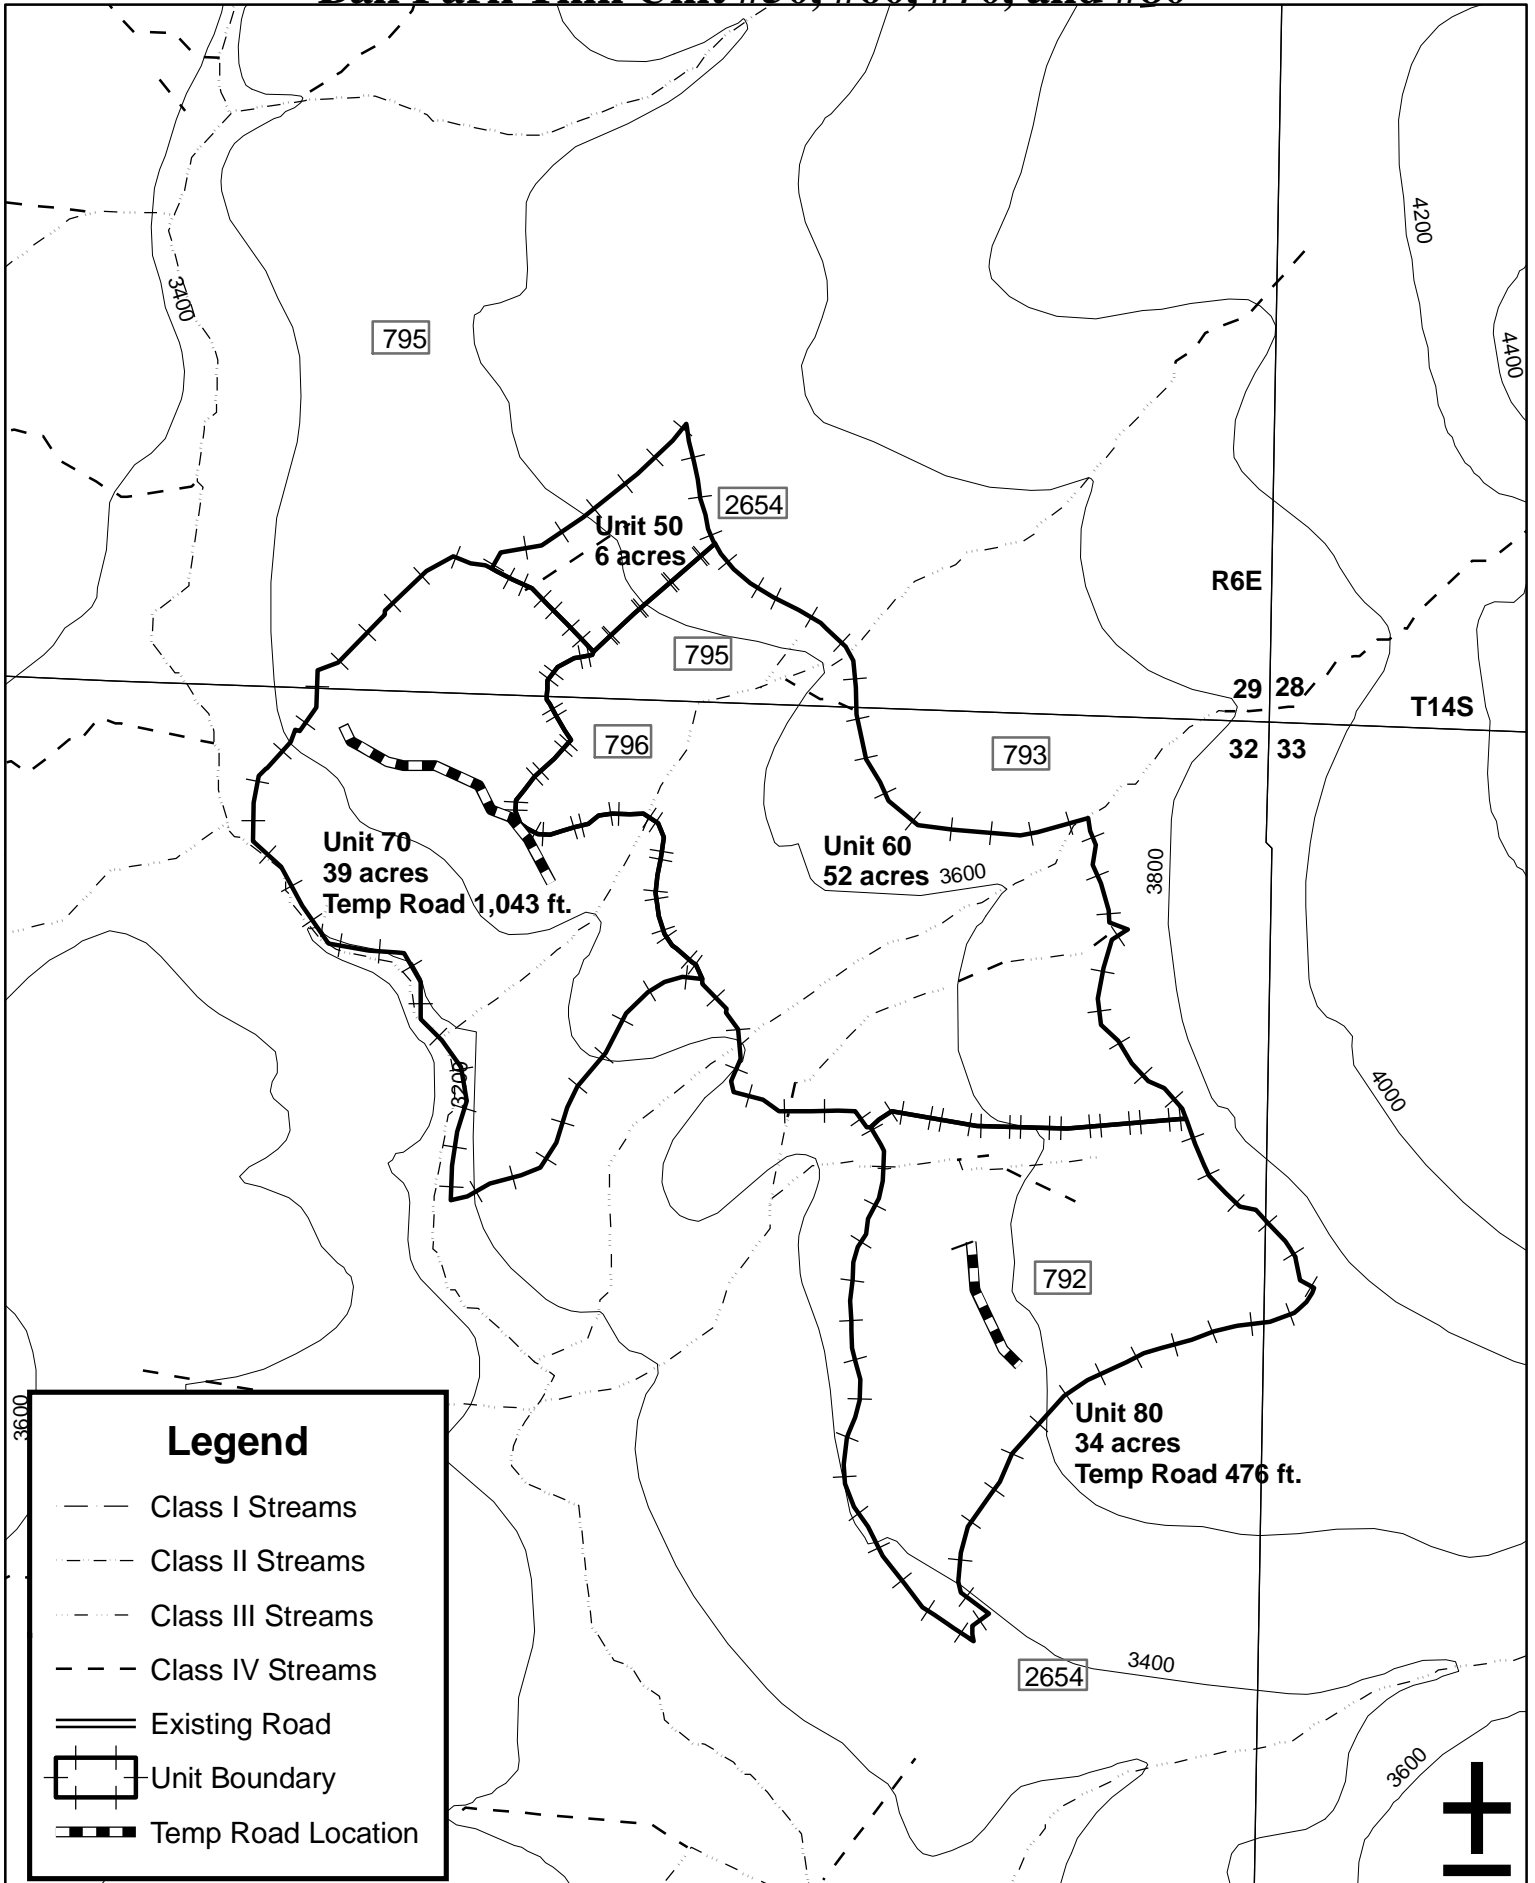 4200
3400
4400
795
2654
Unit 50
6 acres
R6E
795
29 28
T14S
796
793
32 33
Unit 70
39 acres
Temp Road 1,043 ft.
Unit 60
52 acres
3600
3800
3200
4000
792
3600
Unit 80
34 acres
Temp Road 476 ft.
2654
3400
3600
Legend
Class I Streams
Class II Streams
Class III Streams
Class IV Streams
Existing Road
Unit Boundary
Temp Road Location